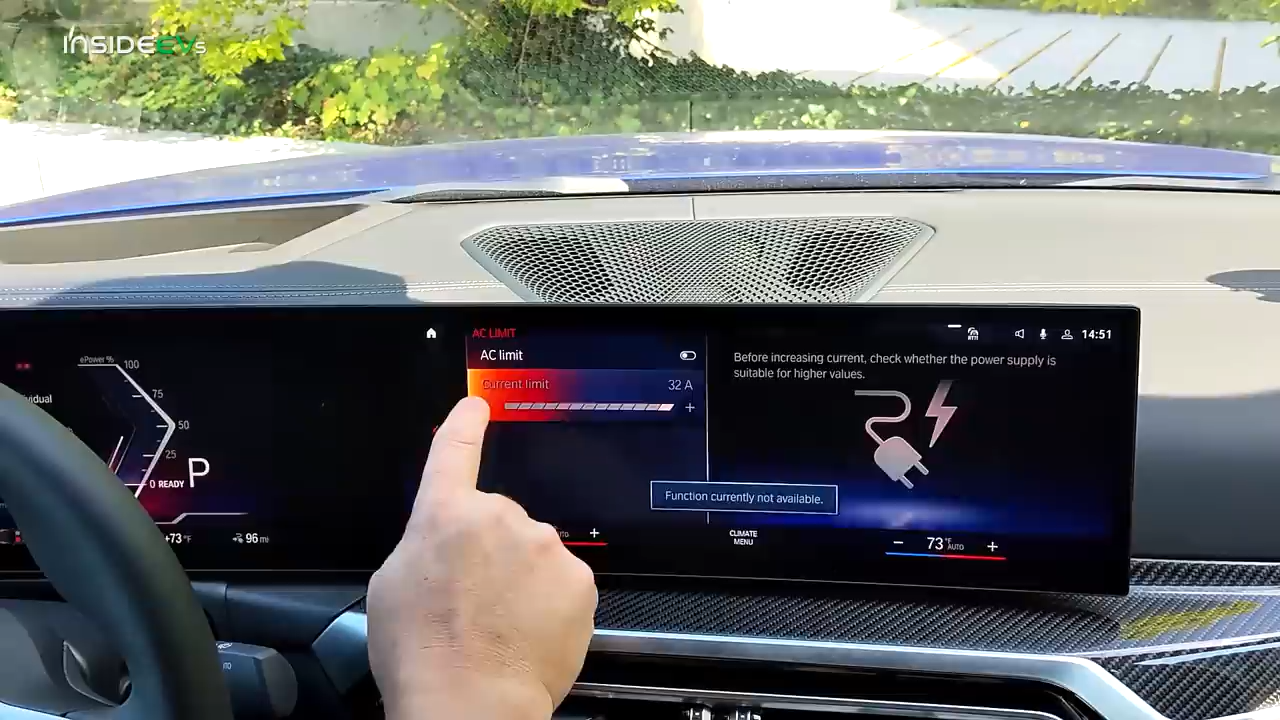 INSIDEEVs
AC LIMIT
14:51
AC limit
Current limit
32 A
+
Before increasing current, check whether the power supply is
suitable for higher values.
Function currently not available.
ePower %
100
75
50
25
0 READY
P
+73 °F
96 mi
+
CLIMATE
MENU
− 73 °F AUTO +